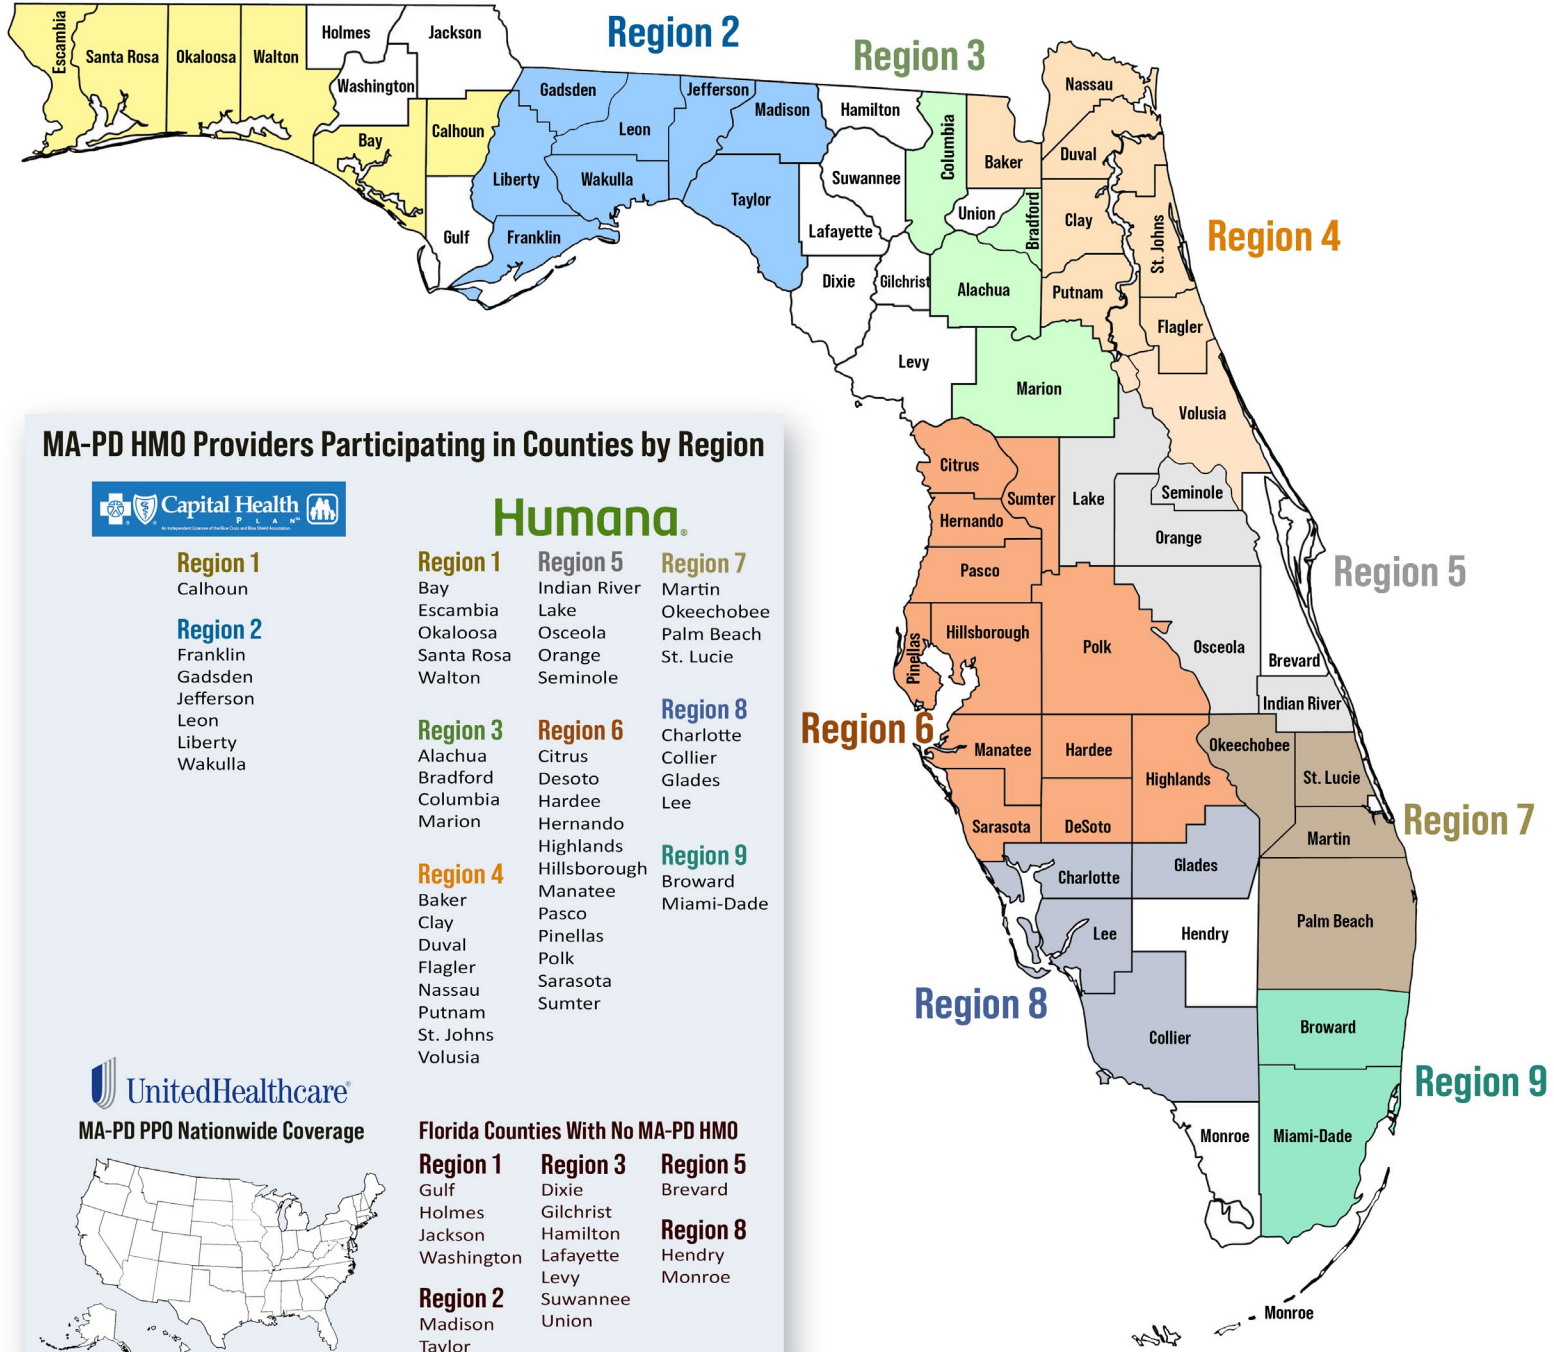 Region 2
Region 3
Region 4
Region 5
Region 6
Region 7
Region 8
Region 9
Escambia
Santa Rosa
Okaloosa
Walton
Holmes
Jackson
Washington
Bay
Calhoun
Gulf
Gadsden
Liberty
Franklin
Leon
Wakulla
Jefferson
Madison
Taylor
Hamilton
Suwannee
Lafayette
Dixie
Gilchrist
Levy
Columbia
Union
Bradford
Alachua
Marion
Baker
Nassau
Duval
Clay
St. Johns
Putnam
Flagler
Volusia
Citrus
Sumter
Lake
Seminole
Hernando
Orange
Pasco
Pinellas
Hillsborough
Polk
Osceola
Brevard
Indian River
Manatee
Hardee
Highlands
Okeechobee
St. Lucie
Sarasota
DeSoto
Martin
Charlotte
Glades
Lee
Hendry
Palm Beach
Collier
Broward
Monroe
Miami-Dade
Monroe
MA-PD HMO Providers Participating in Counties by Region
Capital Health
PLAN
Region 1
Calhoun
Region 2
Franklin
Gadsden
Jefferson
Leon
Liberty
Wakulla
Humana®
Region 1
Bay
Escambia
Okaloosa
Santa Rosa
Walton
Region 3
Alachua
Bradford
Columbia
Marion
Region 4
Baker
Clay
Duval
Flagler
Nassau
Putnam
St. Johns
Volusia
Region 5
Indian River
Lake
Osceola
Orange
Seminole
Region 6
Citrus
Desoto
Hardee
Hernando
Highlands
Hillsborough
Manatee
Pasco
Pinellas
Polk
Sarasota
Sumter
Region 7
Martin
Okeechobee
Palm Beach
St. Lucie
Region 8
Charlotte
Collier
Glades
Lee
Region 9
Broward
Miami-Dade
UnitedHealthcare®
MA-PD PPO Nationwide Coverage
Florida Counties With No MA-PD HMO
Region 1
Gulf
Holmes
Jackson
Washington
Region 2
Madison
Taylor
Region 3
Dixie
Gilchrist
Hamilton
Lafayette
Levy
Suwannee
Union
Region 5
Brevard
Region 8
Hendry
Monroe